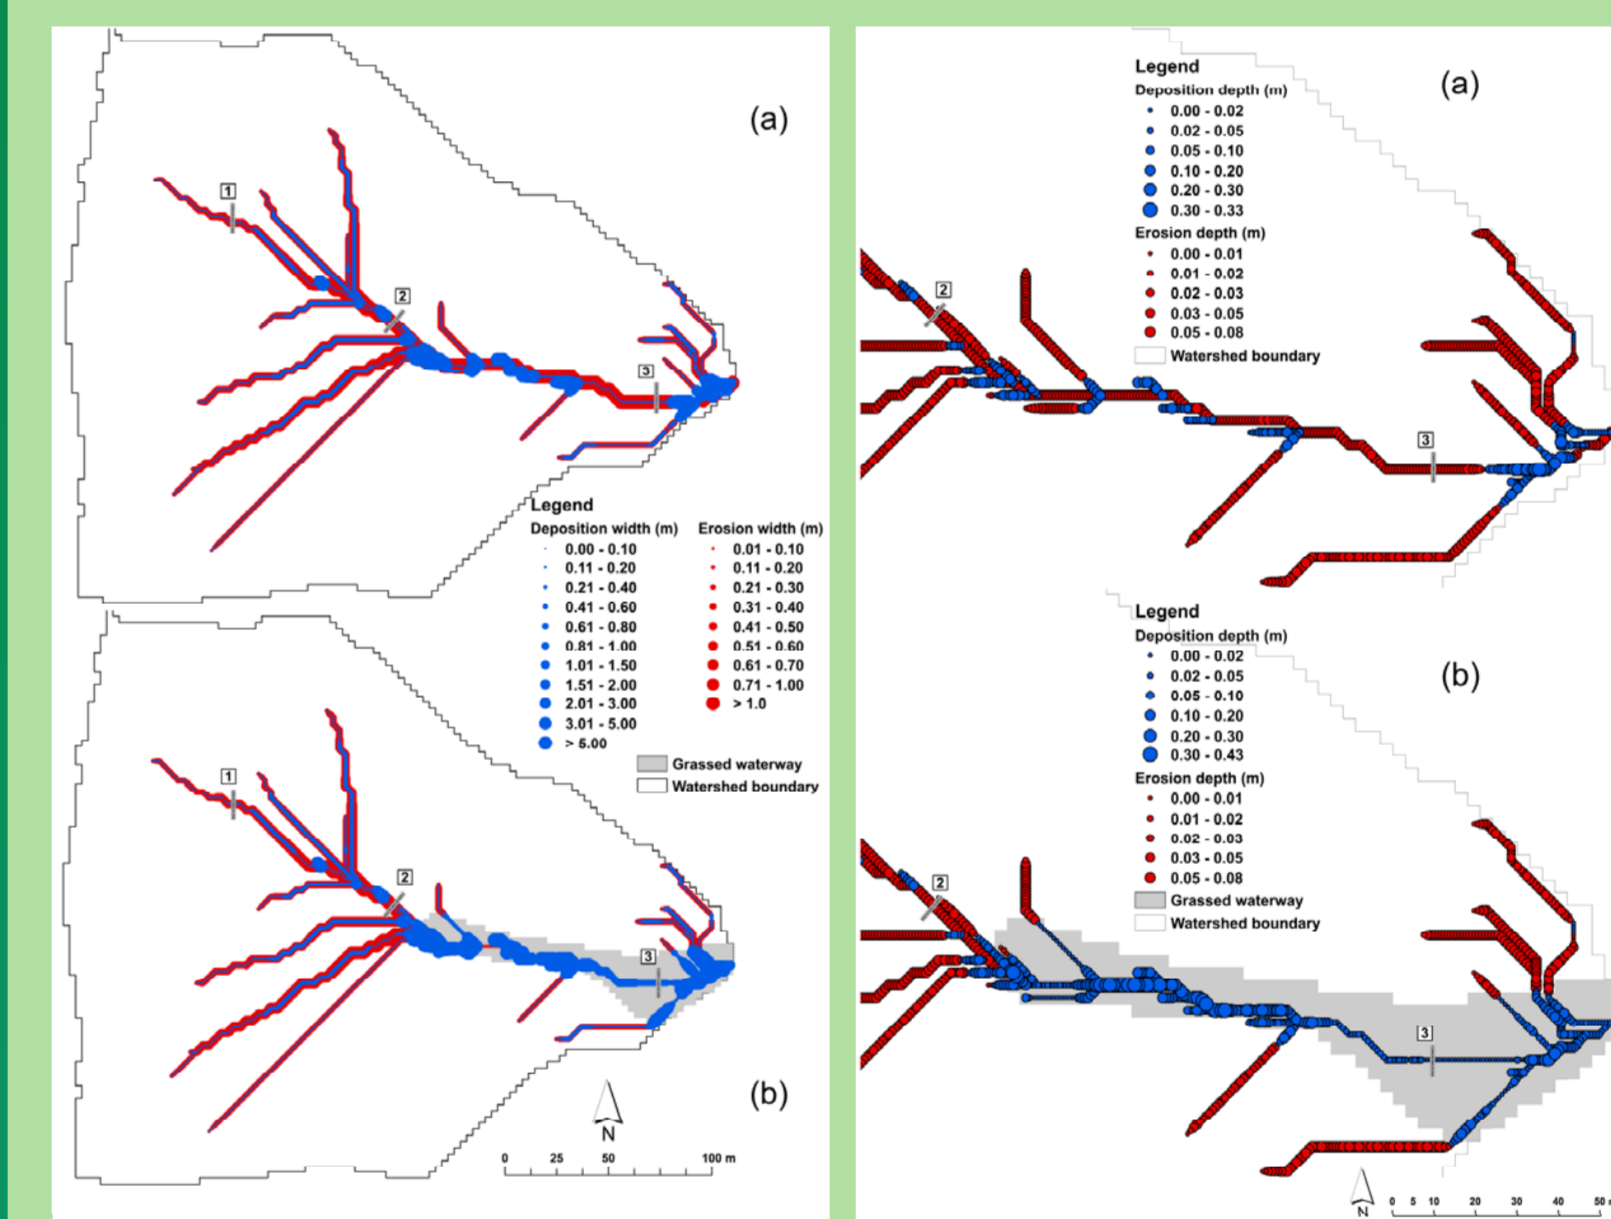 (a)
1
2
3
Legend
Deposition width (m) Erosion width (m)
0.00 - 0.10 0.01 - 0.10
0.11 - 0.20 0.11 - 0.20
0.21 - 0.40 0.21 - 0.30
0.41 - 0.60 0.31 - 0.40
0.61 - 0.80 0.41 - 0.50
0.81 - 1.00 0.51 - 0.60
1.01 - 1.50 0.61 - 0.70
1.51 - 2.00 0.71 - 1.00
2.01 - 3.00 > 1.0
3.01 - 5.00
> 5.00
Grassed waterway
Watershed boundary
1
2
3
(b)
N
0 25 50 100 m
Legend
(a)
Deposition depth (m)
0.00 - 0.02
0.02 - 0.05
0.05 - 0.10
0.10 - 0.20
0.20 - 0.30
0.30 - 0.33
Erosion depth (m)
0.00 - 0.01
0.01 - 0.02
0.02 - 0.03
0.03 - 0.05
0.05 - 0.08
Watershed boundary
2
3
Legend
Deposition depth (m)
0.00 - 0.02
(b)
0.02 - 0.05
0.05 - 0.10
0.10 - 0.20
0.20 - 0.30
0.30 - 0.43
Erosion depth (m)
0.00 - 0.01
0.01 - 0.02
0.02 - 0.03
0.03 - 0.05
0.05 - 0.08
Grassed waterway
Watershed boundary
2
3
N
0 5 10 20 30 40 50